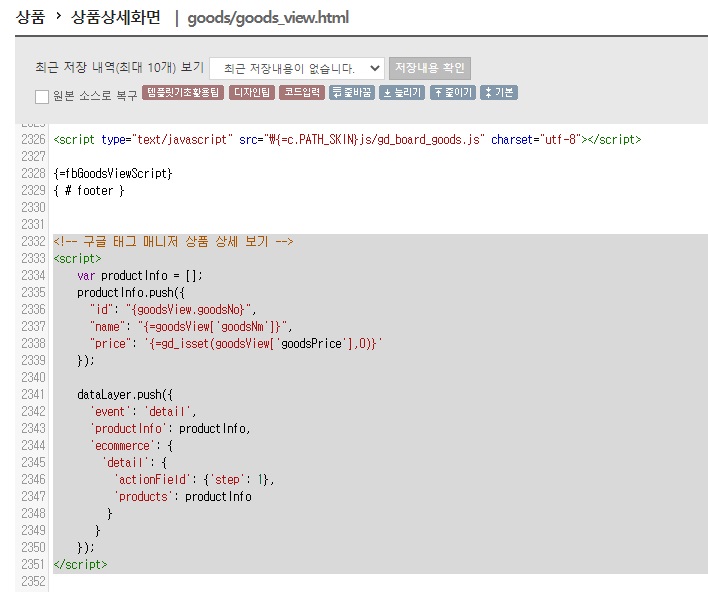 상품 > 상품상세화면 | goods/goods_view.html
최근 저장 내역(최대 10개) 보기 최근 저장내용이 없습니다. 저장내용 확인
원본 소스로 복구 템플릿기초활용팁 디자인팁 코드입력 줄바꿈 늘리기 줄이기 기본
2325
2326 <script type="text/javascript" src="\{=c.PATH_SKIN}js/gd_board_goods.js" charset="utf-8"></script>
2327
2328 {=fbGoodsViewScript}
2329 { # footer }
2330
2331
2332 <!-- 구글 태그 매니저 상품 상세 보기 -->
2333 <script>
2334 var productInfo = [];
2335 productInfo.push({
2336 "id": "{goodsView.goodsNo}",
2337 "name": "{=goodsView['goodsNm']}",
2338 "price": '{=gd_isset(goodsView['goodsPrice'],0)}'
2339 });
2340
2341 dataLayer.push({
2342 'event': 'detail',
2343 'productInfo': productInfo,
2344 'ecommerce': {
2345 'detail': {
2346 'actionField': {'step': 1},
2347 'products': productInfo
2348 }
2349 }
2350 });
2351 </script>
2352